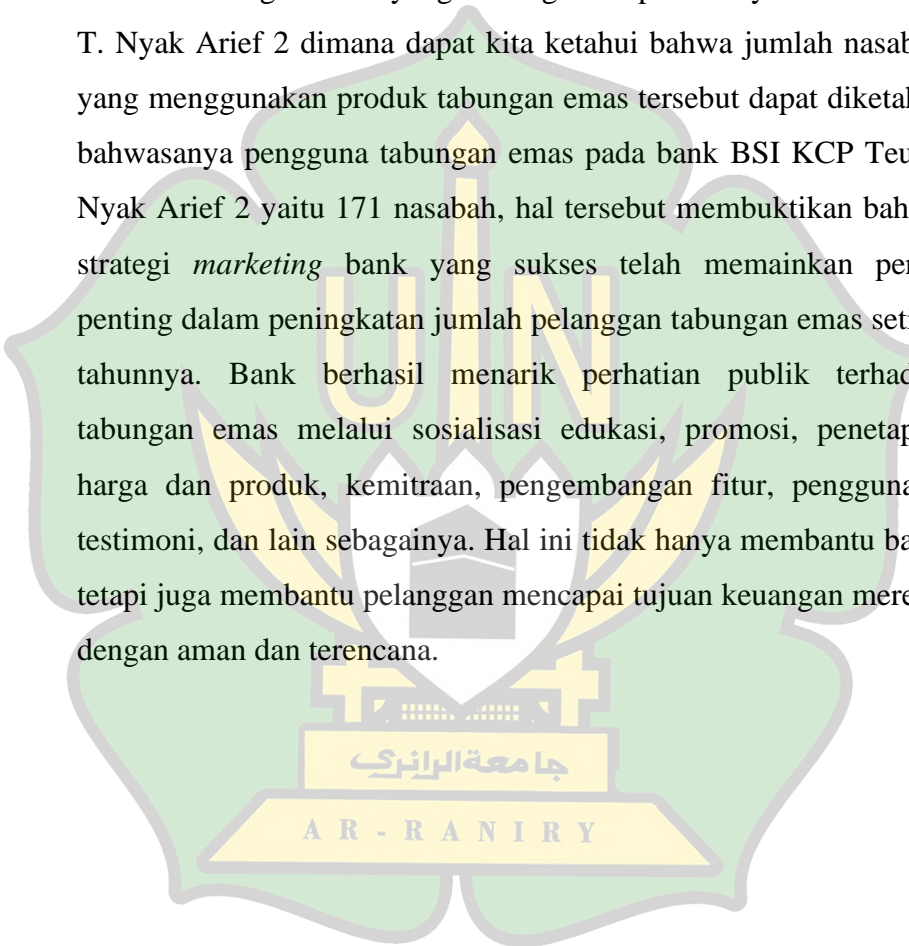 T. Nyak Arief 2 dimana dapat kita ketahui bahwa jumlah nasab
yang menggunakan produk tabungan emas tersebut dapat diketal
bahwasanya pengguna tabungan emas pada bank BSI KCP Teu
Nyak Arief 2 yaitu 171 nasabah, hal tersebut membuktikan bah
strategi marketing bank yang sukses telah memainkan per
penting dalam peningkatan jumlah pelanggan tabungan emas seti
tahunnya. Bank berhasil menarik perhatian publik terhad
tabungan emas melalui sosialisasi edukasi, promosi, penetap
harga dan produk, kemitraan, pengembangan fitur, pengguna
testimoni, dan lain sebagainya. Hal ini tidak hanya membantu ba
tetapi juga membantu pelanggan mencapai tujuan keuangan mere
dengan aman dan terencana.
UIN
جامعةالرانري
AR-RANIRY